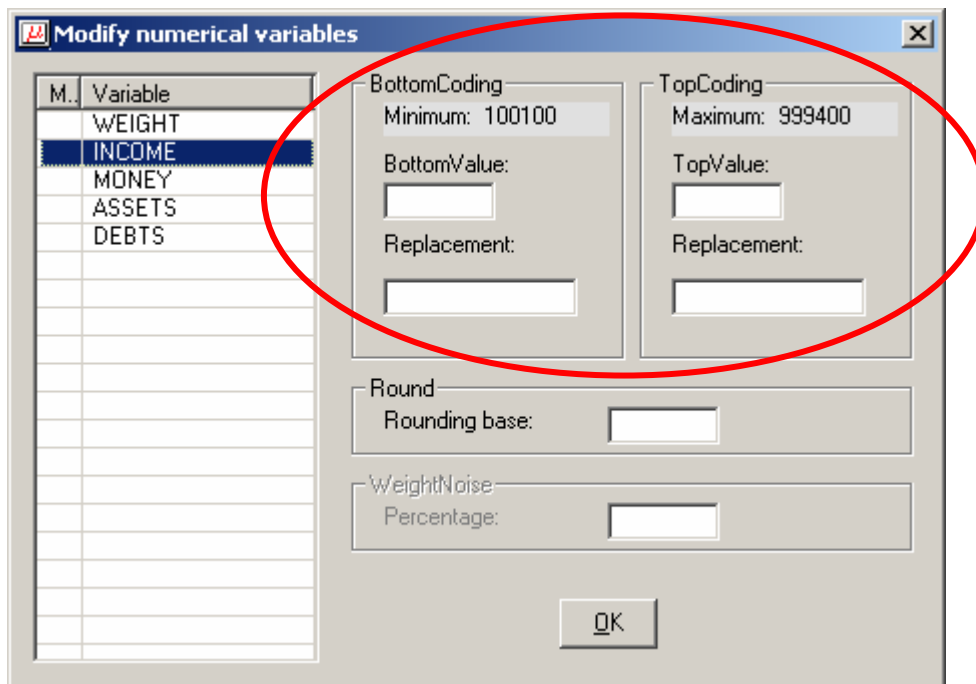 μ Modify numerical variables
M.. Variable
WEIGHT
INCOME
MONEY
ASSETS
DEBTS
BottomCoding
Minimum: 100100
BottomValue:
Replacement:
TopCoding
Maximum: 999400
TopValue:
Replacement:
Round
Rounding base:
WeightNoise
Percentage:
OK